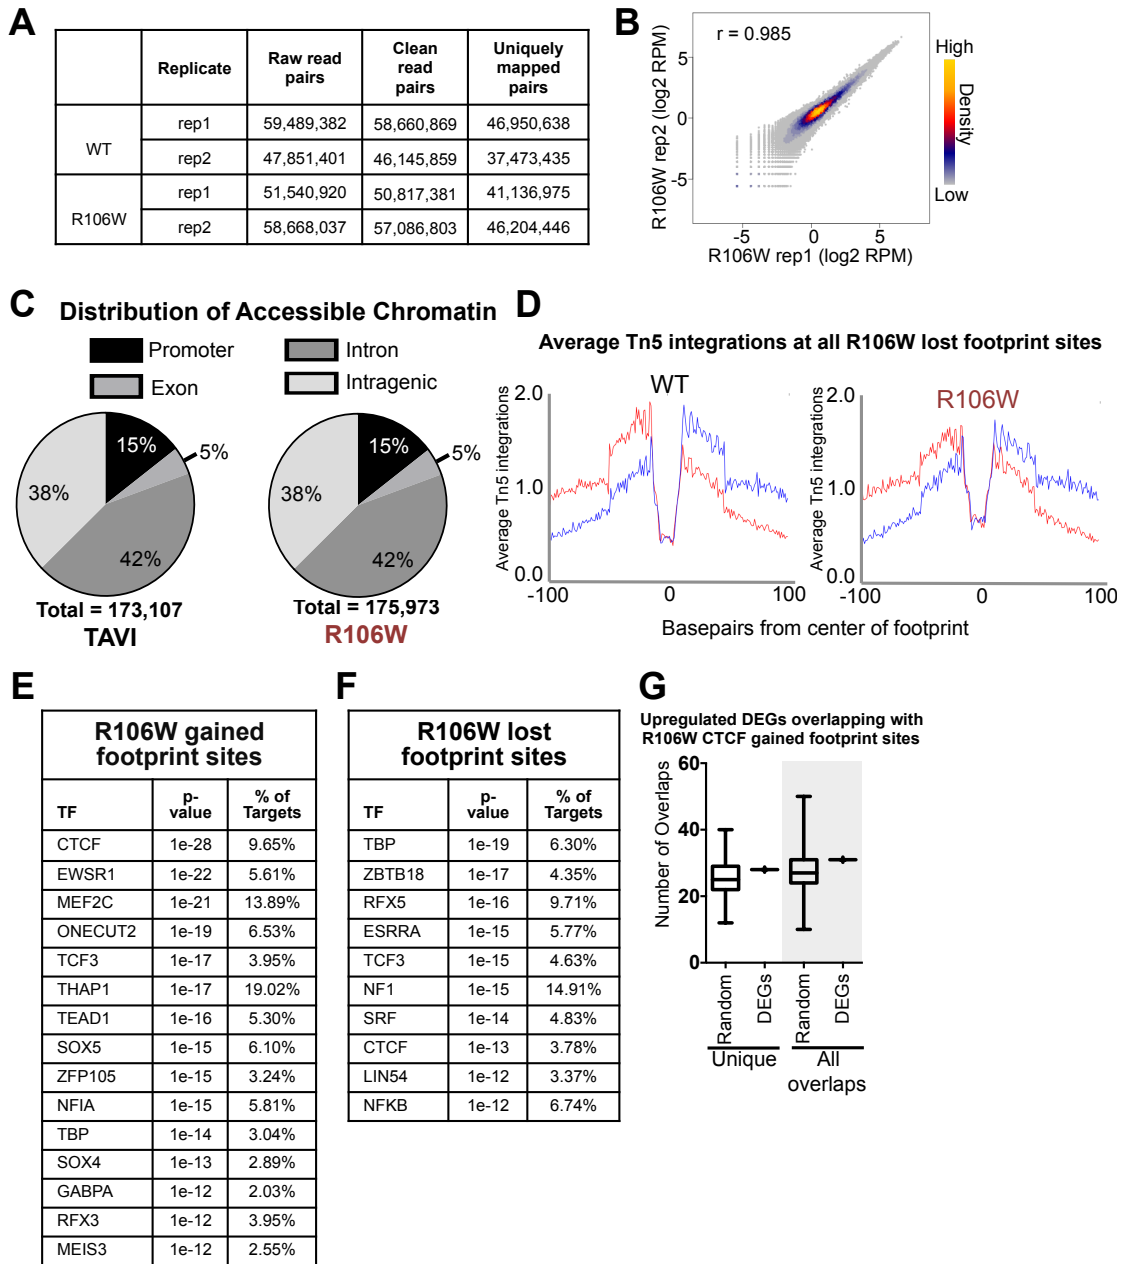 A
Replicate
Raw read pairs
Clean read pairs
Uniquely mapped pairs
WT
rep1
59,489,382
58,660,869
46,950,638
rep2
47,851,401
46,145,859
37,473,435
R106W
rep1
51,540,920
50,817,381
41,136,975
rep2
58,668,037
57,086,803
46,204,446
B
r = 0.985
R106W rep2 (log2 RPM)
5
0
-5
-5
0
5
R106W rep1 (log2 RPM)
High
Density
Low
C
Distribution of Accessible Chromatin
Promoter
Intron
Exon
Intragenic
15%
5%
38%
42%
Total = 173,107
TAVI
15%
5%
38%
42%
Total = 175,973
R106W
D
Average Tn5 integrations at all R106W lost footprint sites
WT
Average Tn5 integrations
2.0
1.0
0.0
-100
0
100
R106W
Average Tn5 integrations
2.0
1.0
0.0
-100
0
100
Basepairs from center of footprint
E
R106W gained
footprint sites
TF
p-value
% of Targets
CTCF 1e-28 9.65%
EWSR1 1e-22 5.61%
MEF2C 1e-21 13.89%
ONECUT2 1e-19 6.53%
TCF3 1e-17 3.95%
THAP1 1e-17 19.02%
TEAD1 1e-16 5.30%
SOX5 1e-15 6.10%
ZFP105 1e-15 3.24%
NFIA 1e-15 5.81%
TBP 1e-14 3.04%
SOX4 1e-13 2.89%
GABPA 1e-12 2.03%
RFX3 1e-12 3.95%
MEIS3 1e-12 2.55%
F
R106W lost
footprint sites
TF
p-value
% of Targets
TBP 1e-19 6.30%
ZBTB18 1e-17 4.35%
RFX5 1e-16 9.71%
ESRRA 1e-15 5.77%
TCF3 1e-15 4.63%
NF1 1e-15 14.91%
SRF 1e-14 4.83%
CTCF 1e-13 3.78%
LIN54 1e-12 3.37%
NFKB 1e-12 6.74%
G
Upregulated DEGs overlapping with
R106W CTCF gained footprint sites
Number of Overlaps
60
40
20
0
Random
DEGs
Random
DEGs
Unique
All
overlaps